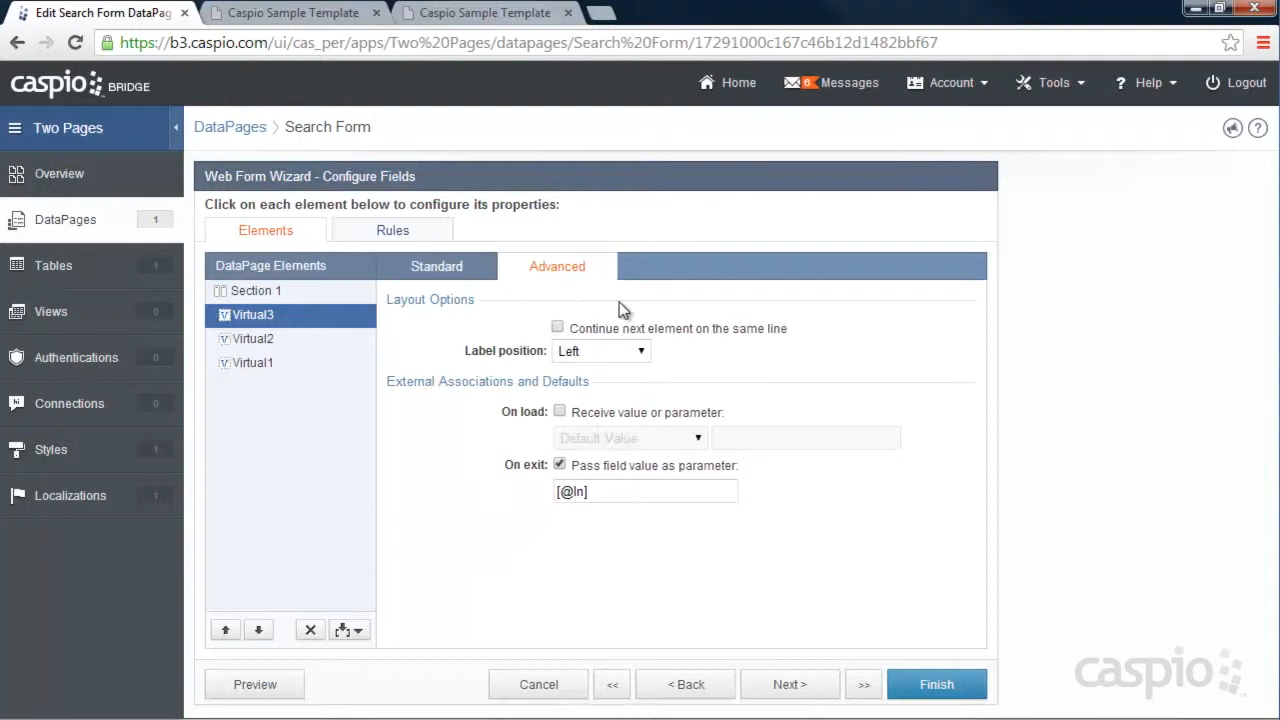 Edit Search Form DataPag
Caspio Sample Template
Caspio Sample Template
https://b3.caspio.com/ui/cas_per/apps/Two%20Pages/datapages/Search%20Form/17291000c167c46b12d1482bbf67
caspio BRIDGE
Home
6 Messages
Account
Tools
? Help
Logout
Two Pages
DataPages 〉 Search Form
?
Overview
DataPages 1
Tables 1
Views 0
Authentications 0
Connections 0
Styles 1
Localizations 1
Web Form Wizard - Configure Fields
Click on each element below to configure its properties:
Elements
Rules
DataPage Elements
Standard
Advanced
Section 1
Virtual3
Virtual2
Virtual1
Layout Options
Continue next element on the same line
Label position: Left
External Associations and Defaults
On load: Receive value or parameter:
Default Value
On exit: Pass field value as parameter:
[@ln]
Preview
Cancel
<<
< Back
Next >
>>
Finish
caspio